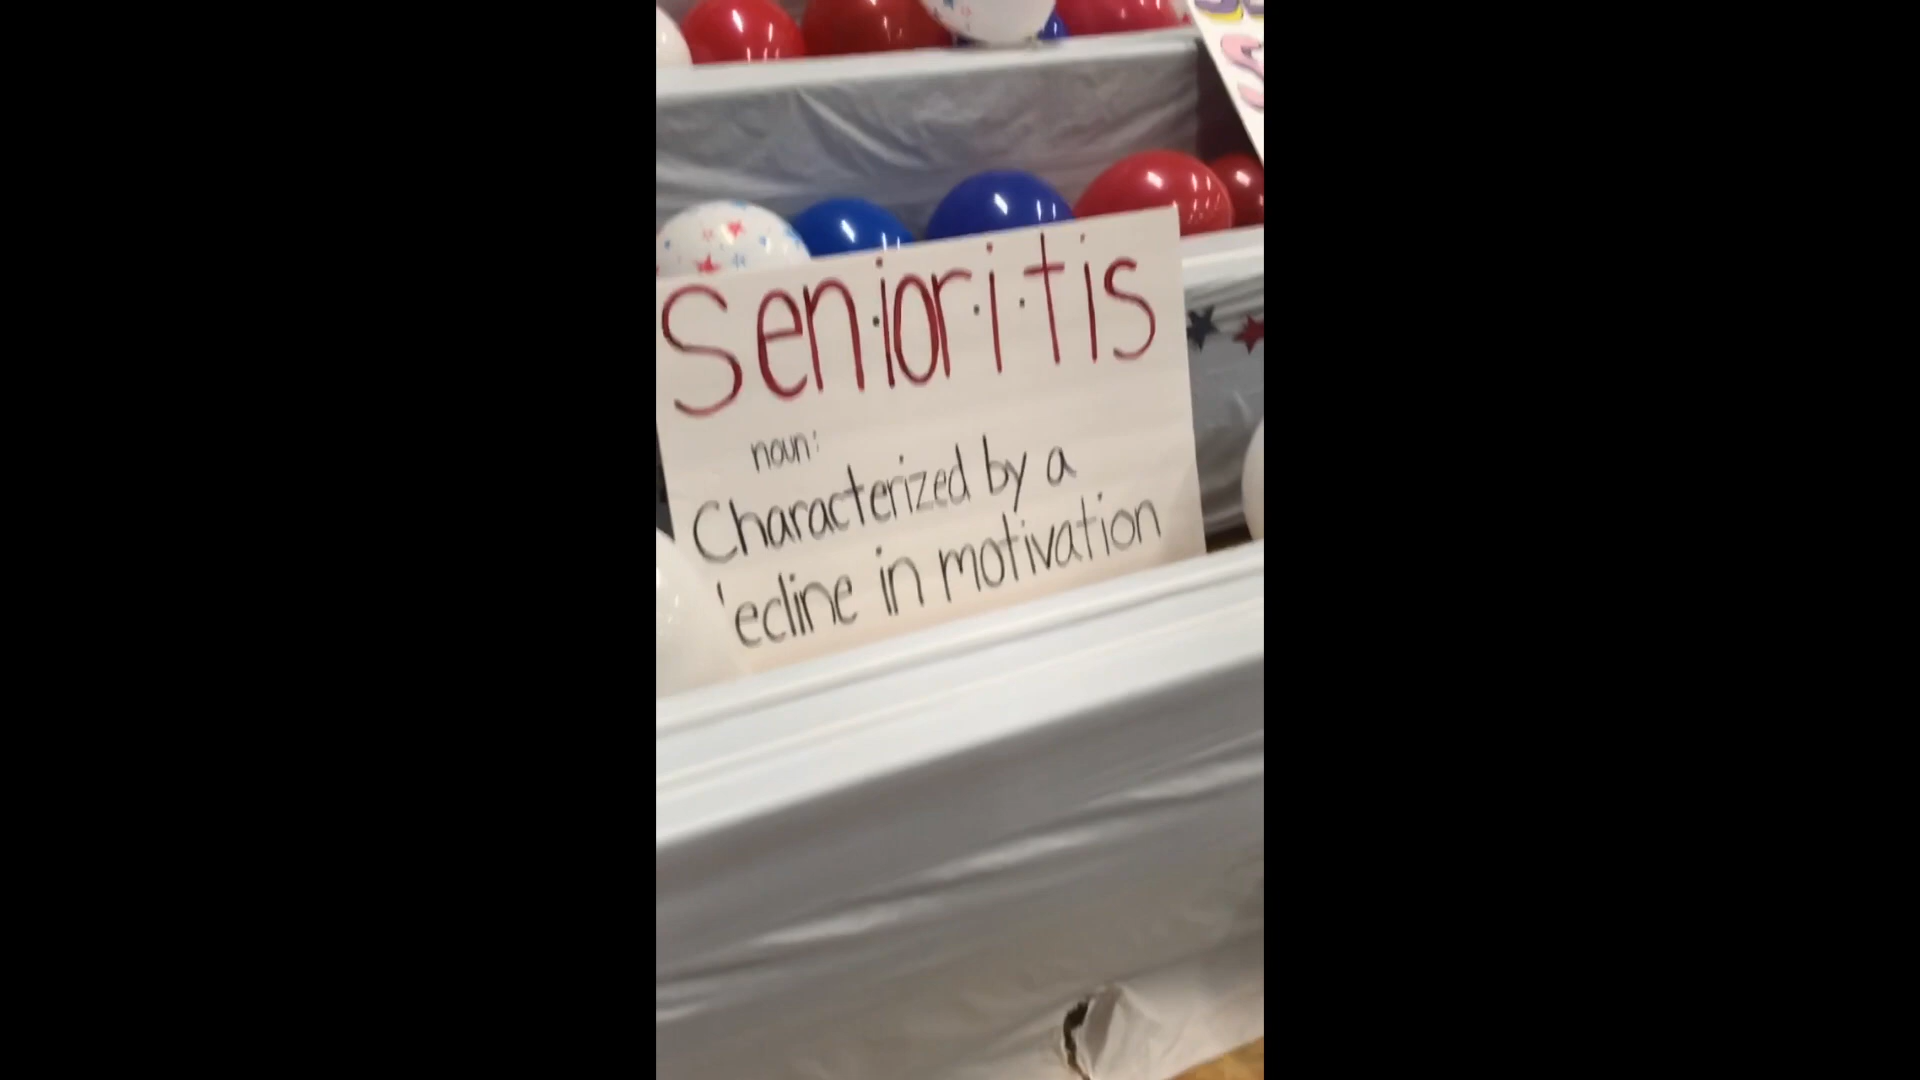 Sen·ior·i·tis
noun:
Characterized by a
'ecline in motivation